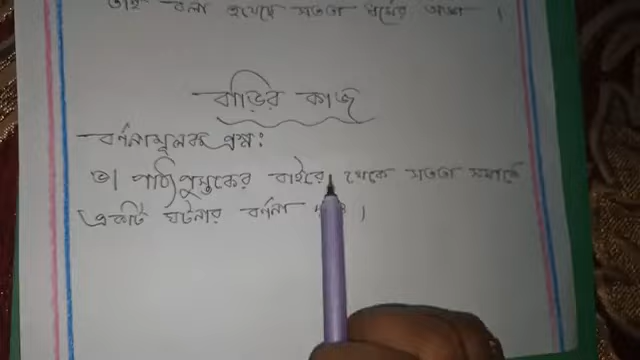 তাই বলা হয়েছে সততা ধর্মের অঙ্গ ।
বাড়ির কাজ
বর্ণনামূলক প্রশ্ন:
৩। পাঠ্যপুস্তকের বাইরে থেকে সততা সম্পর্কে
একটি ঘটনার বর্ণনা ।